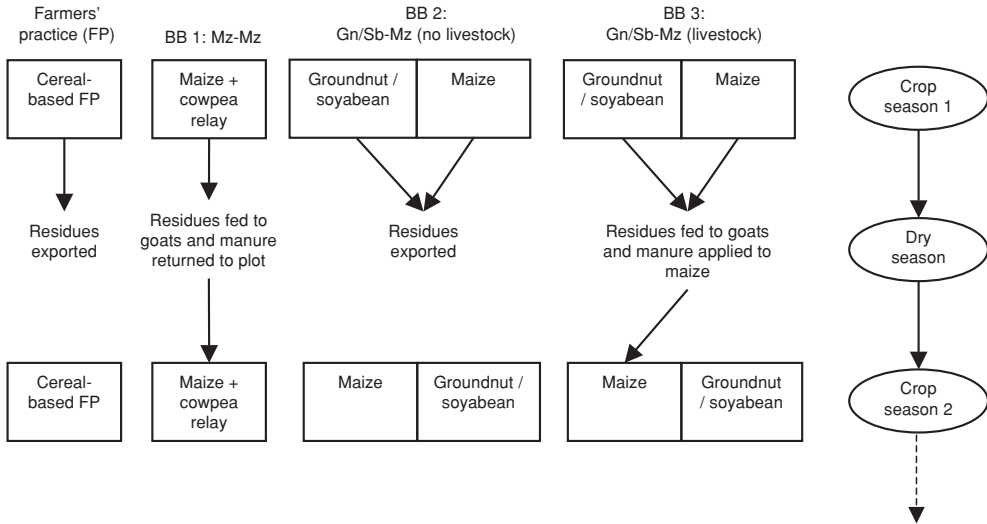 Farmers'
practice (FP)
BB 1: Mz-Mz
BB 2:
Gn/Sb-Mz (no livestock)
BB 3:
Gn/Sb-Mz (livestock)
Cereal-
based FP
Maize +
cowpea
relay
Groundnut /
soyabean
Maize
Groundnut
/ soyabean
Maize
Crop
season 1
Residues
exported
Residues fed to
goats and manure
returned to plot
Residues
exported
Residues fed to goats
and manure applied to
maize
Dry
season
Cereal-
based FP
Maize +
cowpea
relay
Maize
Groundnut /
soyabean
Maize
Groundnut
/ soyabean
Crop
season 2